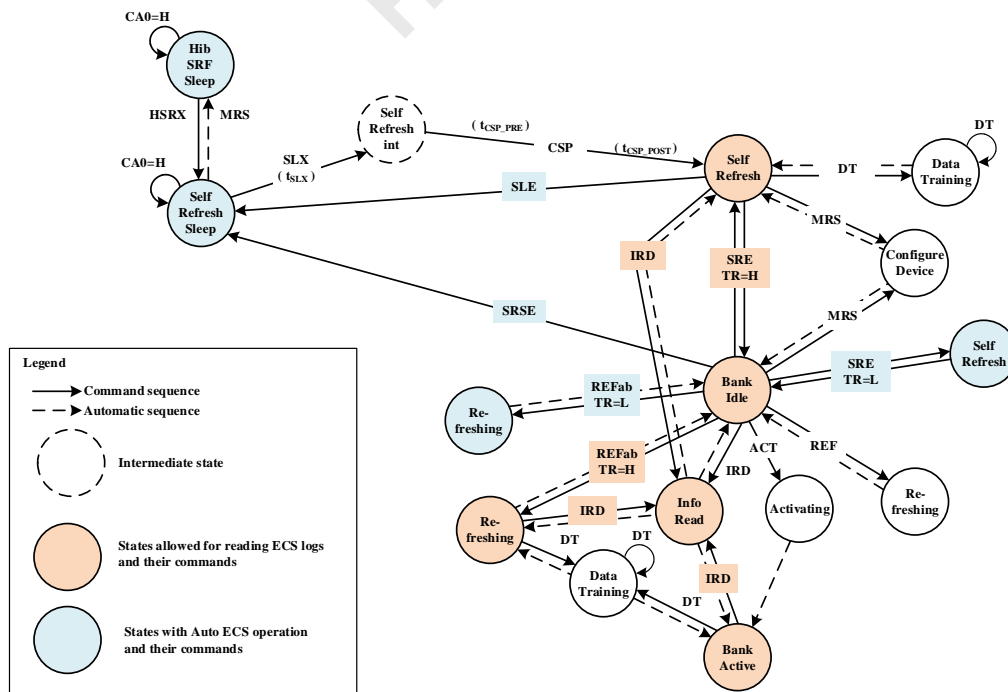 H
CA0=H
Hib
SRF
Sleep
HSRX
MRS
Self
Refresh
int
( tCSP_PRE)
CSP
( tCSP_POST)
SLX
( tSLX)
CA0=H
Self
Refresh
Sleep
SLE
Self
Refresh
DT
DT
Data
Training
MRS
Configure
Device
IRD
SRE
TR=H
SRSE
MRS
Bank
Idle
SRE
TR=L
Self
Refresh
REFab
TR=L
Re-
freshing
REFab
TR=H
ACT
IRD
REF
Re-
freshing
Re-
freshing
IRD
Info
Read
Activating
DT
DT
Data
Training
DT
IRD
Bank
Active
Legend
Command sequence
Automatic sequence
Intermediate state
States allowed for reading ECS logs
and their commands
States with Auto ECS operation
and their commands